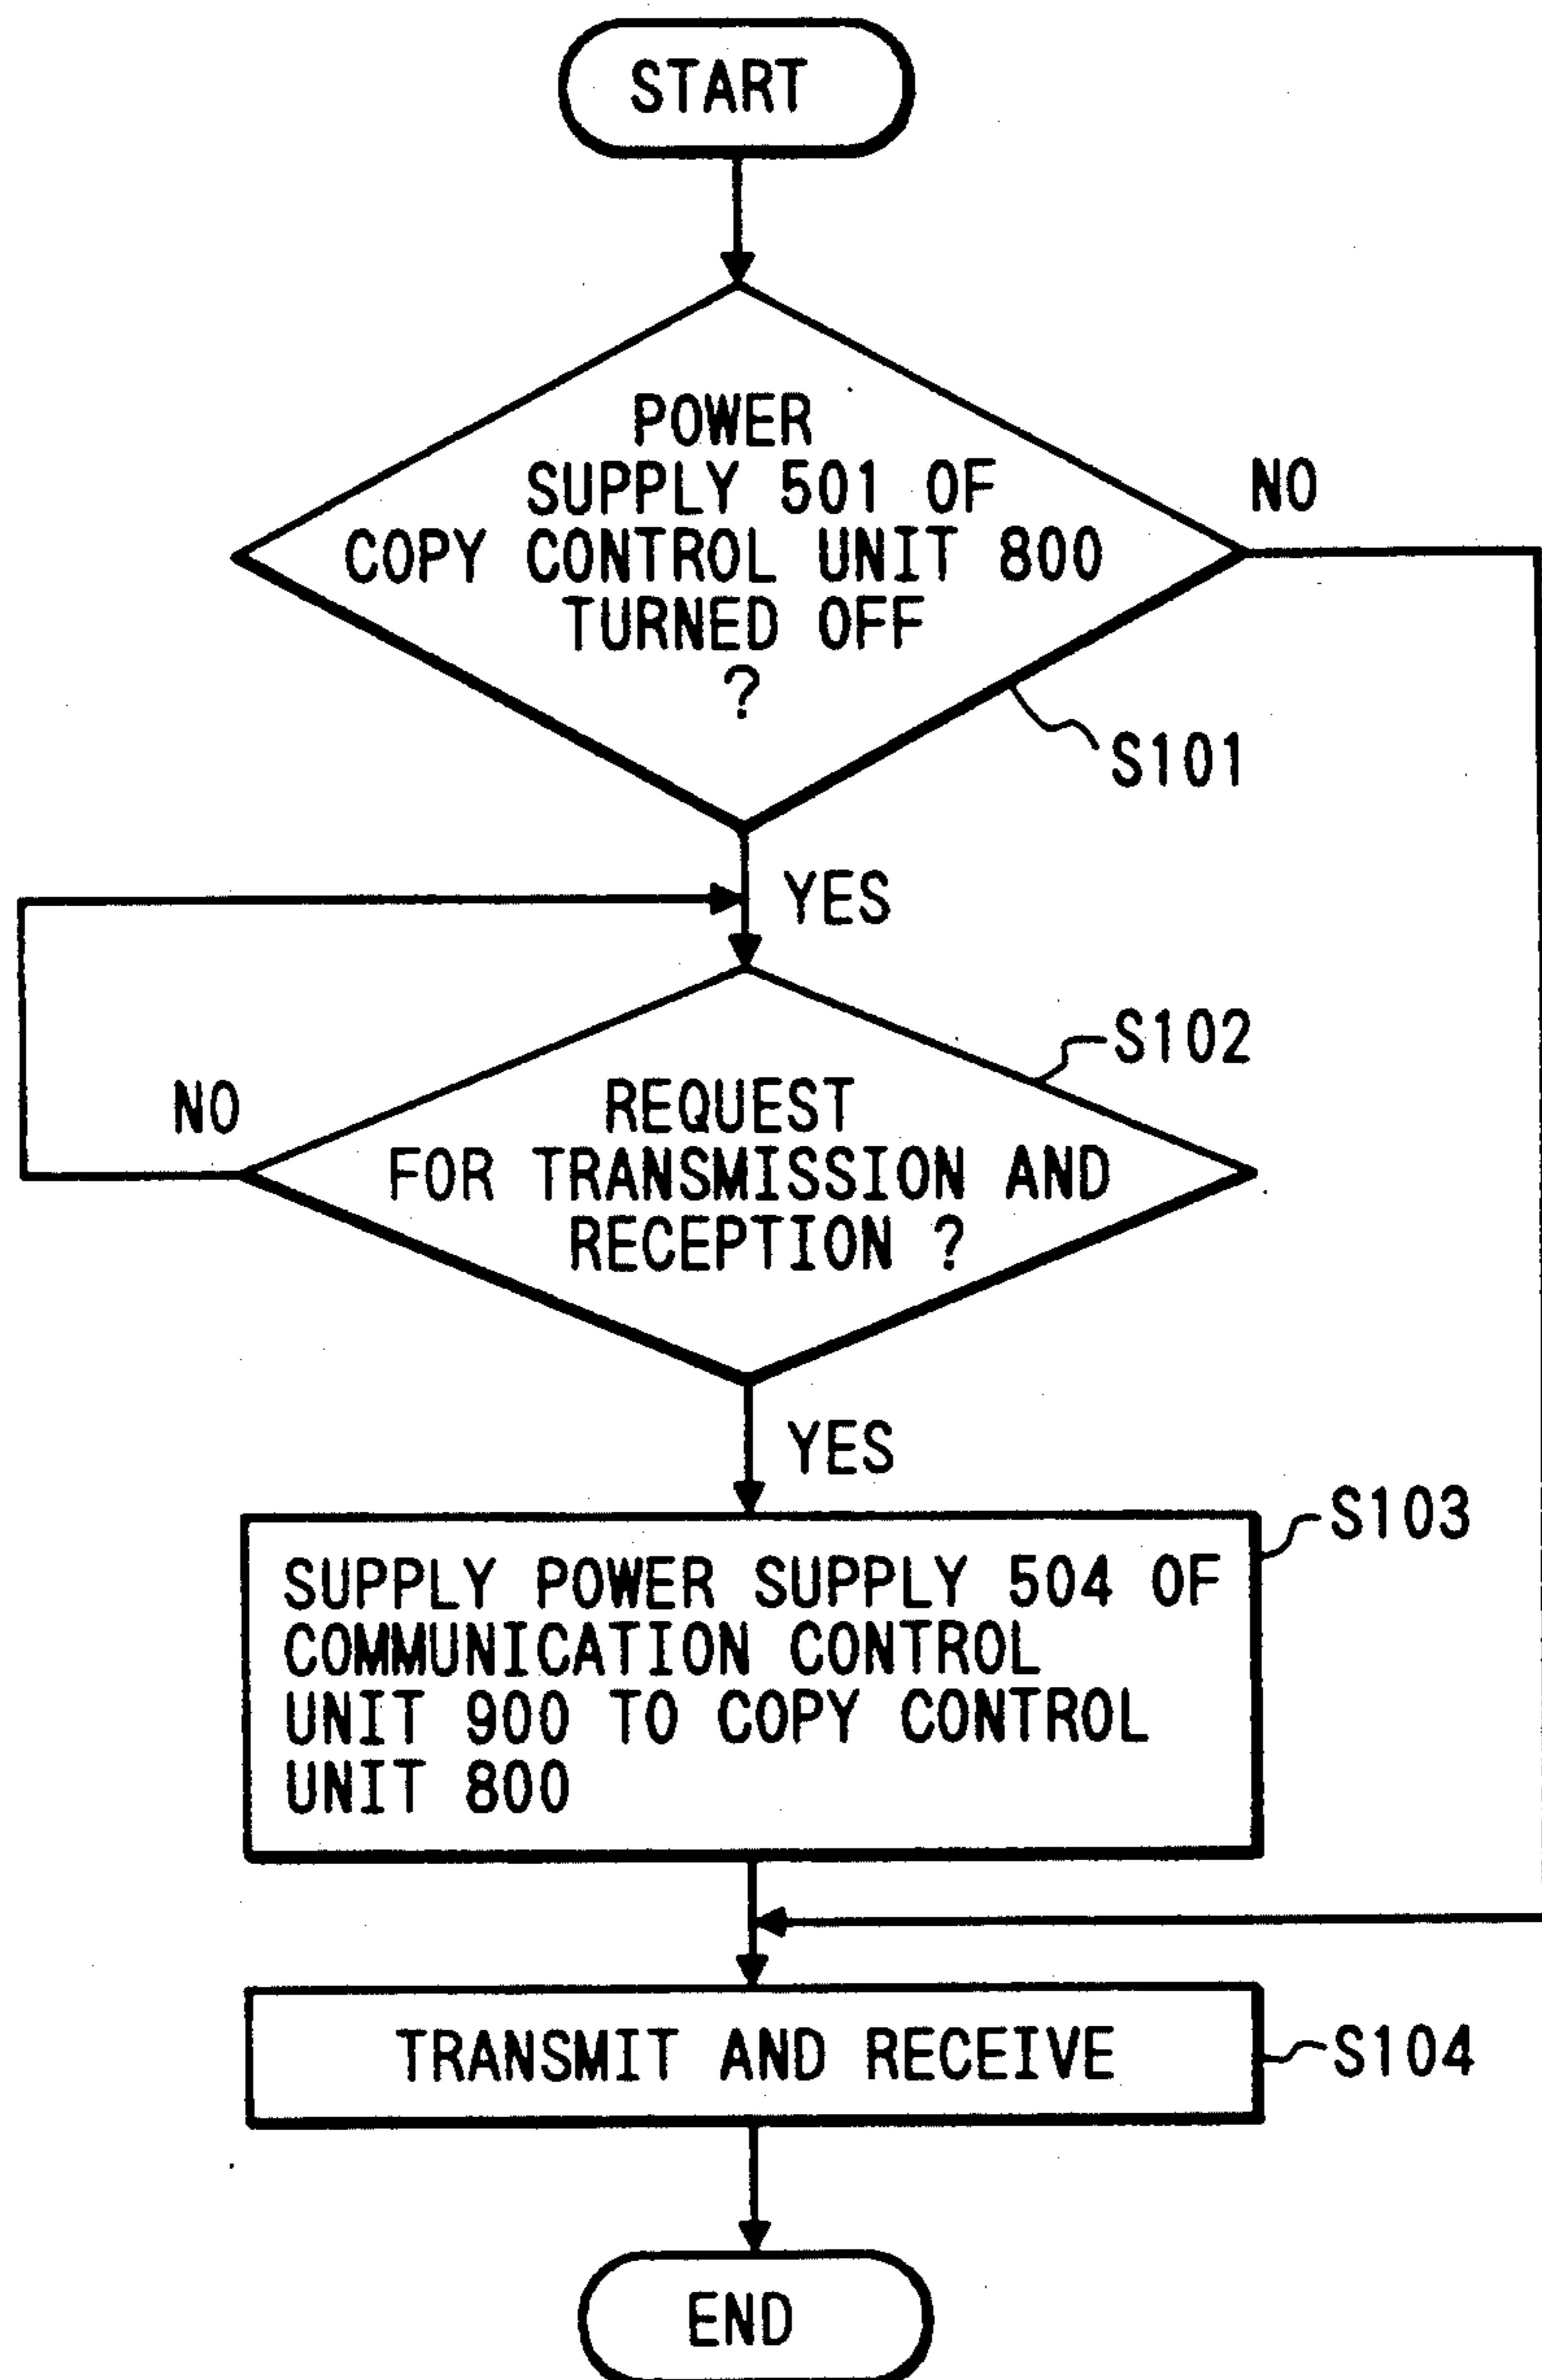 START
POWER
SUPPLY 501 OF
COPY CONTROL UNIT 800
TURNED OFF
?
NO
S101
YES
S102
REQUEST
FOR TRANSMISSION AND
RECEPTION ?
NO
YES
S103
SUPPLY POWER SUPPLY 504 OF
COMMUNICATION CONTROL
UNIT 900 TO COPY CONTROL
UNIT 800
TRANSMIT AND RECEIVE
S104
END